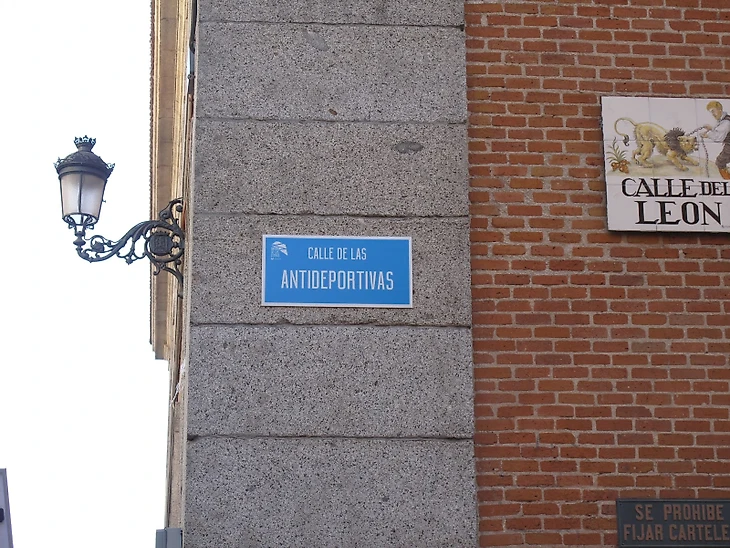 CALLE DE LAS
ANTIDEPORTIVAS
CALLE DEL
LEON
SE PROHIBE
FIJAR CARTELE